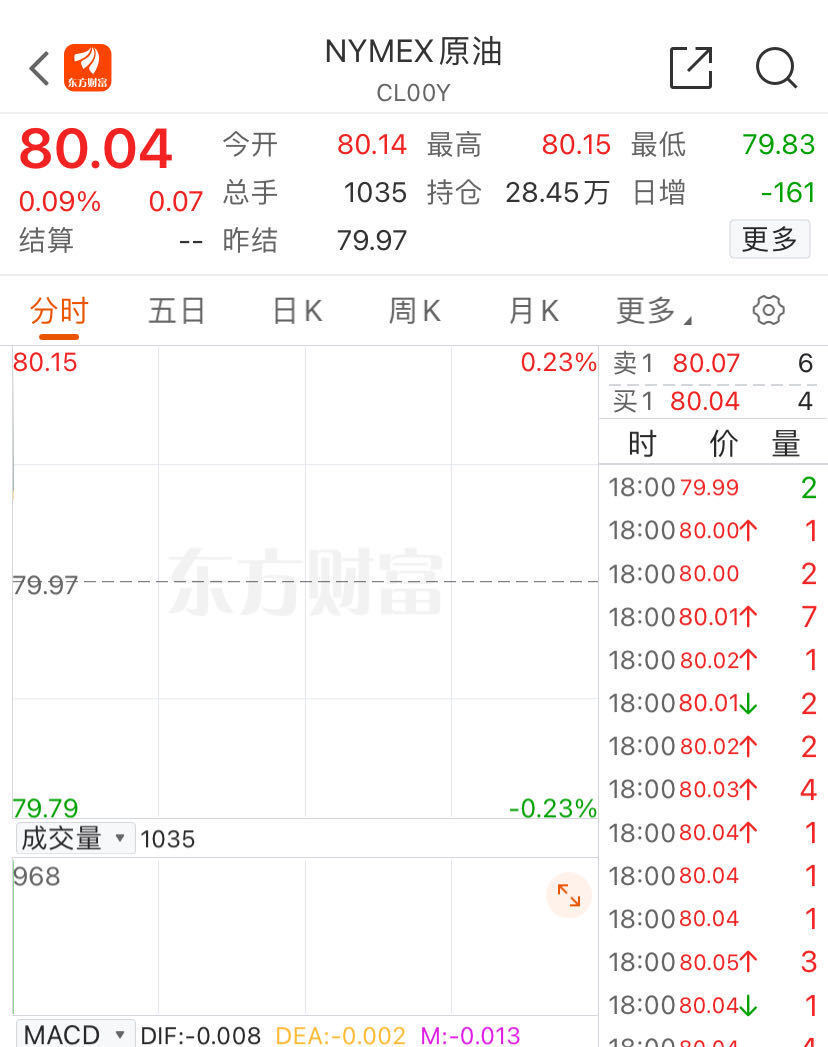 NYMEX原油
东方财富
CL00Y
80.04 今开 80.14 最高 80.15 最低 79.83
0.09% 0.07 总手 1035 持仓 28.45万 日增 -161
结算 -- 昨结 79.97 更多
分时 五日 日K 周K 月K 更多
80.15 0.23% 卖1 80.07 6
买1 80.04 4
时 价 量
18:00 79.99 2
18:00 80.00↑ 1
18:00 80.00 2
79.97 东方财富
18:00 80.01↑ 7
18:00 80.02↑ 1
18:00 80.01↓ 2
18:00 80.02↑ 2
18:00 80.03↑ 4
79.79 -0.23%
18:00 80.04↑ 1
成交量 ▼ 1035
968 18:00 80.04 1
18:00 80.04 1
18:00 80.05↑ 3
18:00 80.04↓ 1
MACD ▼ DIF:-0.008 DEA:-0.002 M:-0.013
18:00 80.04